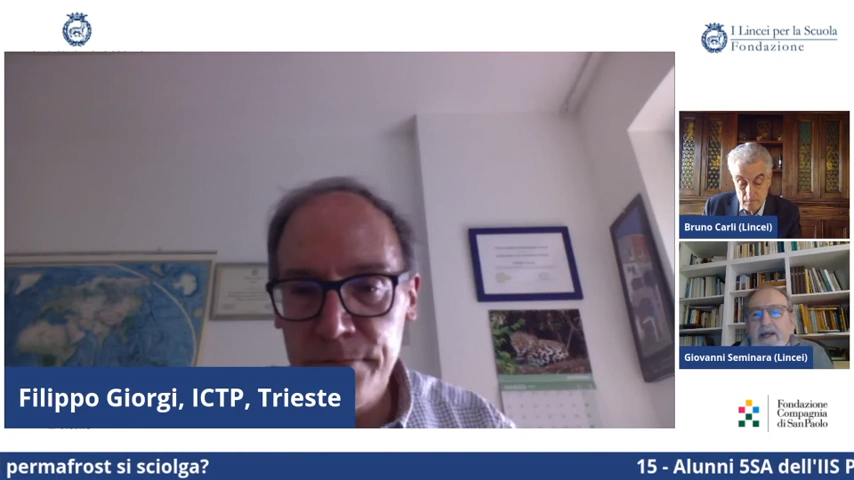 I Lincei per la Scuola
Fondazione
Bruno Carli (Lincei)
Filippo Giorgi, ICTP, Trieste
Giovanni Seminara (Lincei)
Fondazione
Compagnia
di San Paolo
permafrost si sciolga?
15 - Alunni 5SA dell'IIS P